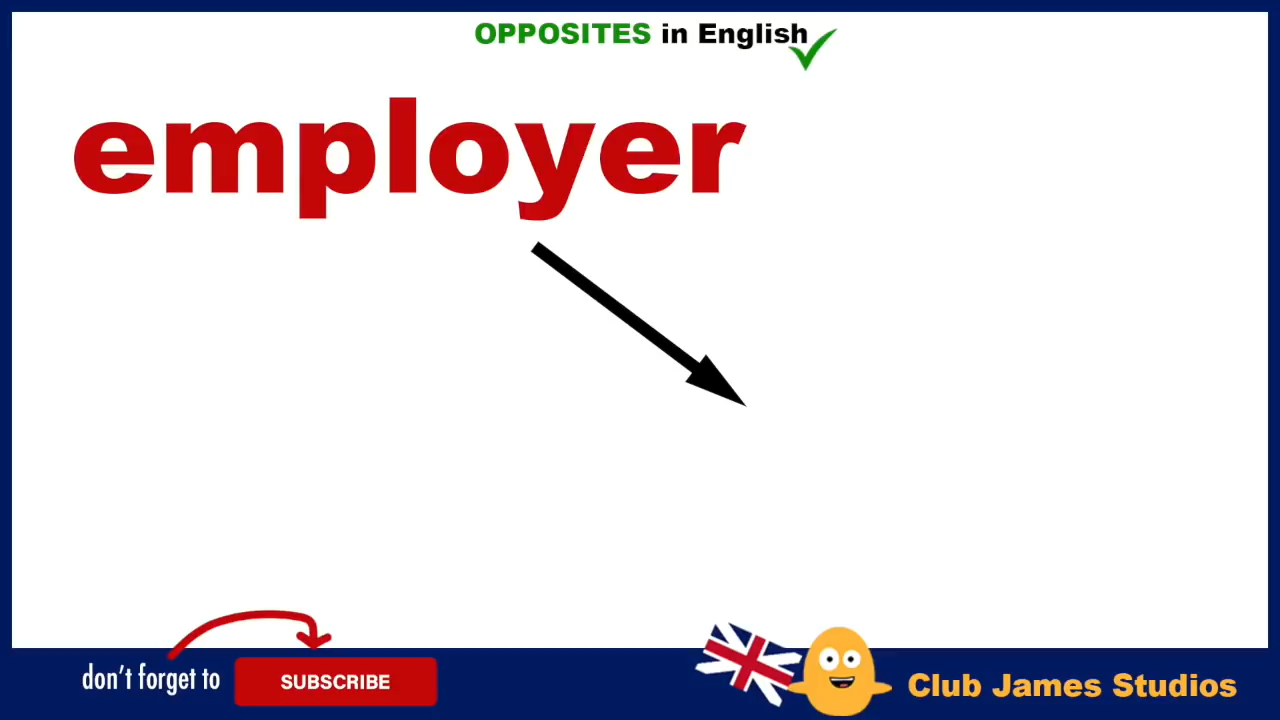 OPPOSITES in English
employer
don't forget to
SUBSCRIBE
Club James Studios